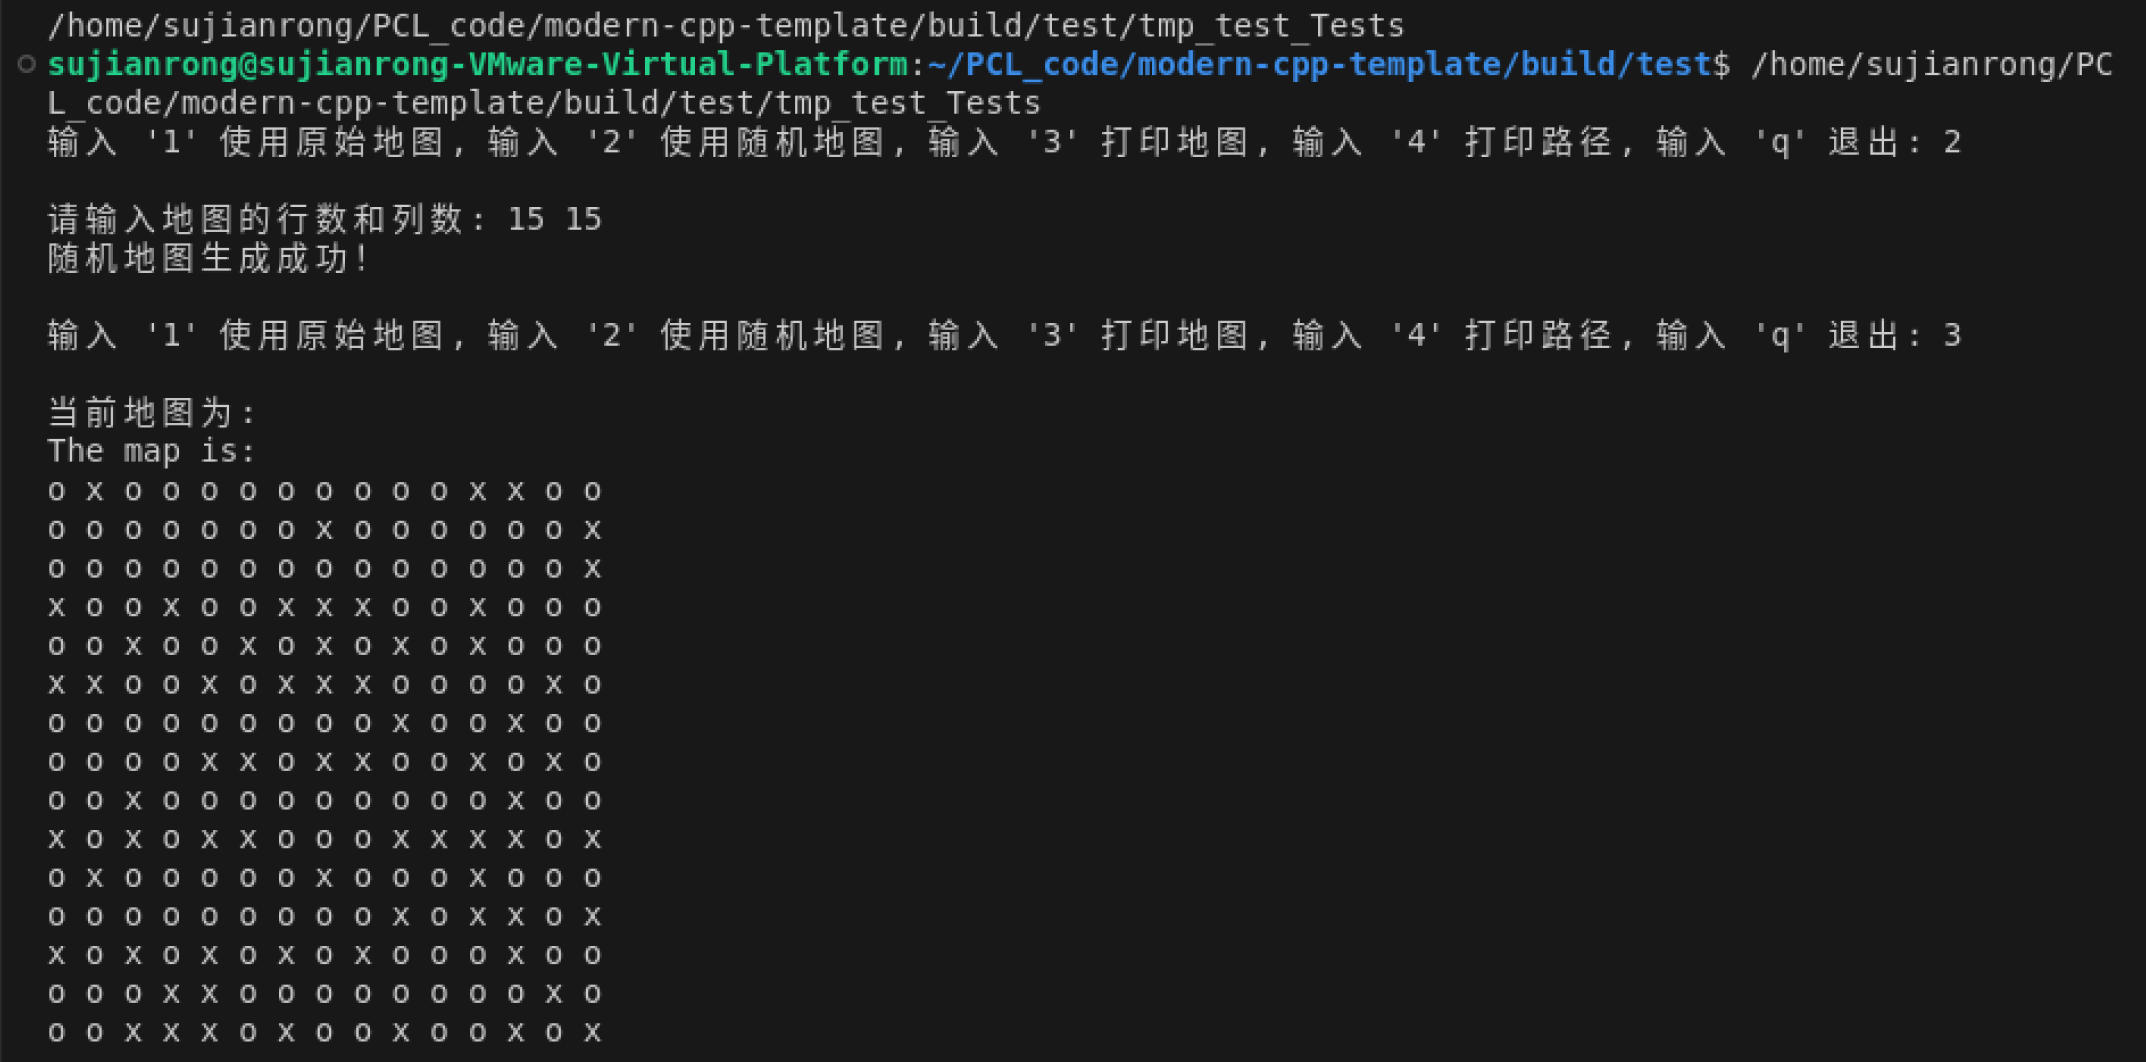 /home/sujianrong/PCL_code/modern-cpp-template/build/test/tmp_test_Tests
sujianrong@sujianrong-VMware-Virtual-Platform:~/PCL_code/modern-cpp-template/build/test$ /home/sujianrong/PC
L_code/modern-cpp-template/build/test/tmp_test_Tests
输入 '1' 使用原始地图, 输入 '2' 使用随机地图, 输入 '3' 打印地图, 输入 '4' 打印路径, 输入 'q' 退出: 2
请输入地图的行数和列数: 15 15
随机地图生成成功!
输入 '1' 使用原始地图, 输入 '2' 使用随机地图, 输入 '3' 打印地图, 输入 '4' 打印路径, 输入 'q' 退出: 3
当前地图为:
The map is:
o x o o o o o o o o o x x o o
o o o o o o o x o o o o o o x
o o o o o o o o o o o o o o x
x o o x o o x x x o o x o o o
o o x o o x o x o x o x o o o
x x o o x o x x x o o o o x o
o o o o o o o o o x o o x o o
o o o o x x o x x o o x o x o
o o x o o o o o o o o o x o o
x o x o x x o o o x x x x o x
o x o o o o o x o o o x o o o
o o o o o o o o o x o x x o x
x o x o x o x o x o o o x o o
o o o x x o o o o o o o o x o
o o x x x o x o o x o o x o x